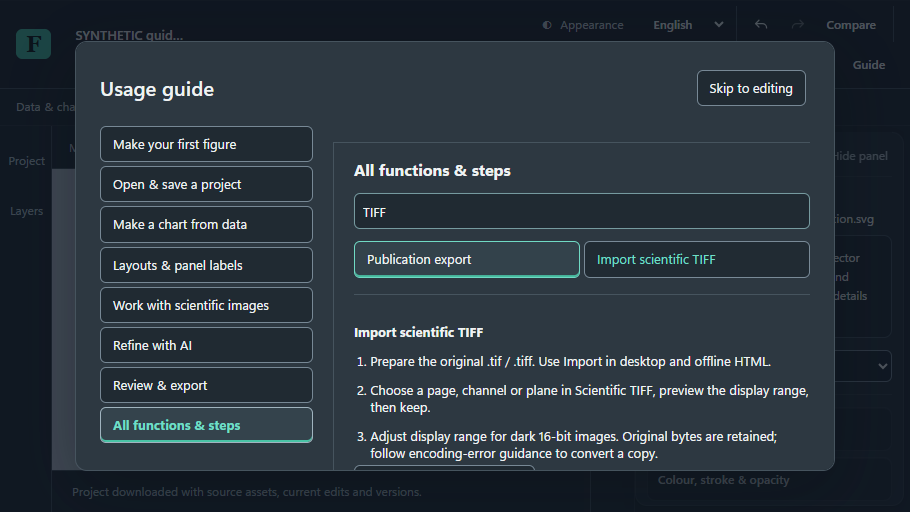 F
SYNTHETIC guid...
Appearance
English
Compare
Guide
Data & cha
Project
Layers
Hide panel
tion.svg
ector
nd
details
Usage guide
Skip to editing
Make your first figure
Open & save a project
Make a chart from data
Layouts & panel labels
Work with scientific images
Refine with AI
Review & export
All functions & steps
All functions & steps
TIFF
Publication export
Import scientific TIFF
Import scientific TIFF
1. Prepare the original .tif / .tiff. Use Import in desktop and offline HTML.
2. Choose a page, channel or plane in Scientific TIFF, preview the display range,
then keep.
3. Adjust display range for dark 16-bit images. Original bytes are retained;
follow encoding-error guidance to convert a copy.
Project downloaded with source assets, current edits and versions.
Colour, stroke & opacity